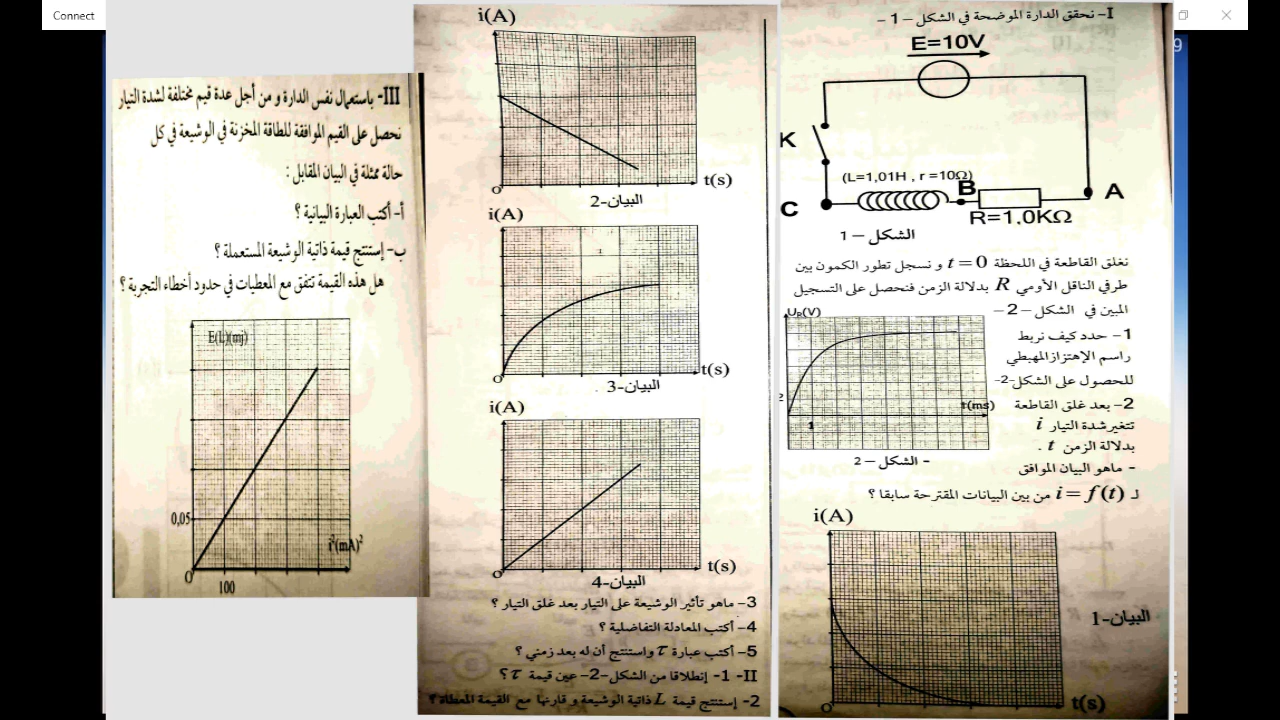 Connect
9
I- نحقق الدارة الموضحة في الشكل – 1 -
E=10V
K
(L=1,01H , r =10Ω)
B
A
C
R=1.0KΩ
الشكل – 1
نغلق القاطعة في اللحظة t = 0 و نسجل تطور الكمون بين
طرفي الناقل الأومي R بدلالة الزمن فنحصل على التسجيل
المبين في الشكل – 2 –
U_R(V)
2
1
t(ms)
- الشكل – 2
1- حدد كيف نربط
راسم الإهتزاز المهبطي
للحصول على الشكل-2-
2- بعد غلق القاطعة
تتغير شدة التيار i
بدلالة الزمن t .
- ماهو البيان الموافق
لـ i = f (t) من بين البيانات المقترحة سابقا ؟
i(A)
O
t(s)
البيان-1
i(A)
O
t(s)
البيان-2
i(A)
O
t(s)
البيان-3
i(A)
O
t(s)
البيان-4
3- ماهو تأثير الوشيعة على التيار بعد غلق التيار ؟
4- أكتب المعادلة التفاضلية ؟
5- أكتب عبارة τ واستنتج أن له بعد زمني ؟
II- 1- إنطلاقا من الشكل-2- عين قيمة τ ؟
2- إستنتج قيمة L ذاتية الوشيعة و قارنها مع القيمة المعطاة ؟
III- باستعمال نفس الدارة و من أجل عدة قيم مختلفة لشدة التيار
نحصل على القيم الموافقة للطاقة المخزنة في الوشيعة في كل
حالة ممثلة في البيان المقابل :
أ- أكتب العبارة البيانية ؟
ب- إستنتج قيمة ذاتية الوشيعة المستعملة ؟
هل هذه القيمة تتفق مع المعطيات في حدود أخطاء التجربة ؟
E(L)(mj)
0,05
i²(mA)²
O
100